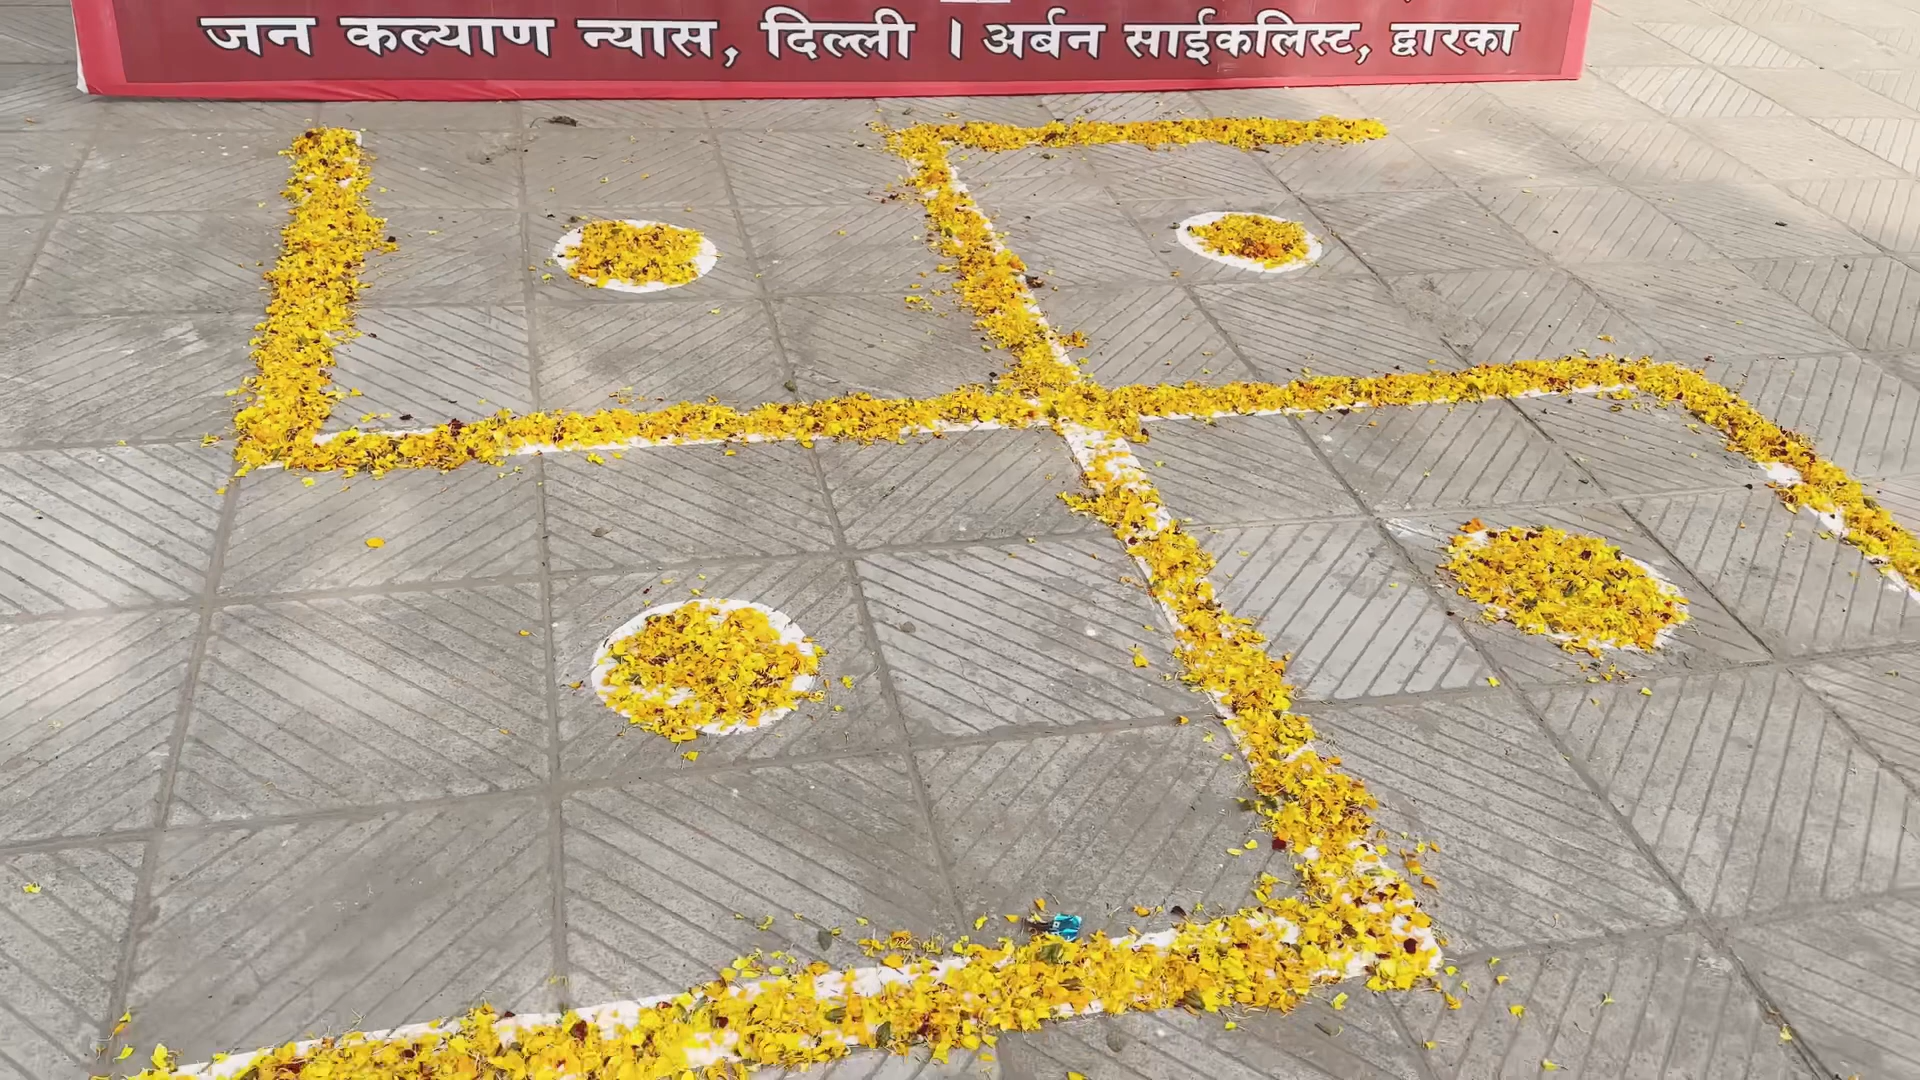 जन कल्याण न्यास, दिल्ली । अर्बन साईकलिस्ट, द्वारका